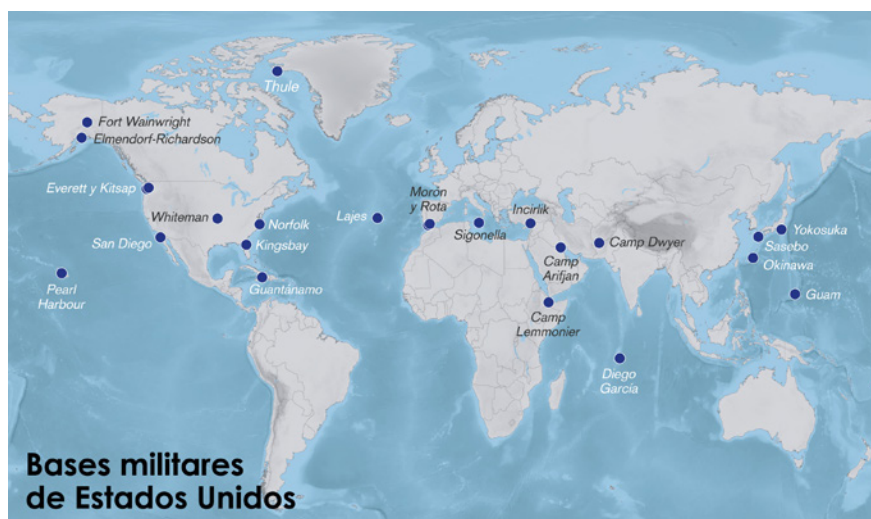 Thule
Fort Wainwright
Elmendorf-Richardson
Everett y Kitsap
Whiteman
Norfolk
San Diego
Kingsbay
Guantánamo
Pearl
Harbour
Lajes
Morón
y Rota
Sigonella
Incirlik
Camp
Arifjan
Camp Dwyer
Camp
Lemmonier
Diego
García
Yokosuka
Sasobo
Okinawa
Guam
Bases militares
de Estados Unidos